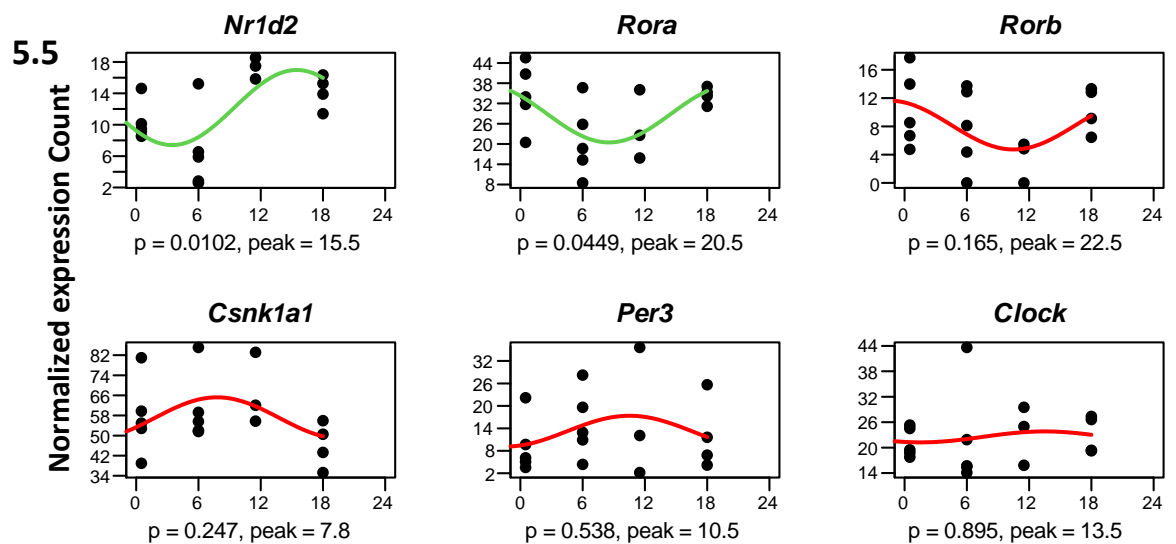 5.5
Normalized expression Count
Nr1d2
18
14
10
6
2
0 6 12 18 24
p = 0.0102, peak = 15.5
Rora
44
38
32
26
20
14
8
0 6 12 18 24
p = 0.0449, peak = 20.5
Rorb
16
12
8
4
0
0 6 12 18 24
p = 0.165, peak = 22.5
Csnk1a1
82
74
66
58
50
42
34
0 6 12 18 24
p = 0.247, peak = 7.8
Per3
32
26
20
14
8
2
0 6 12 18 24
p = 0.538, peak = 10.5
Clock
44
38
32
26
20
14
0 6 12 18 24
p = 0.895, peak = 13.5